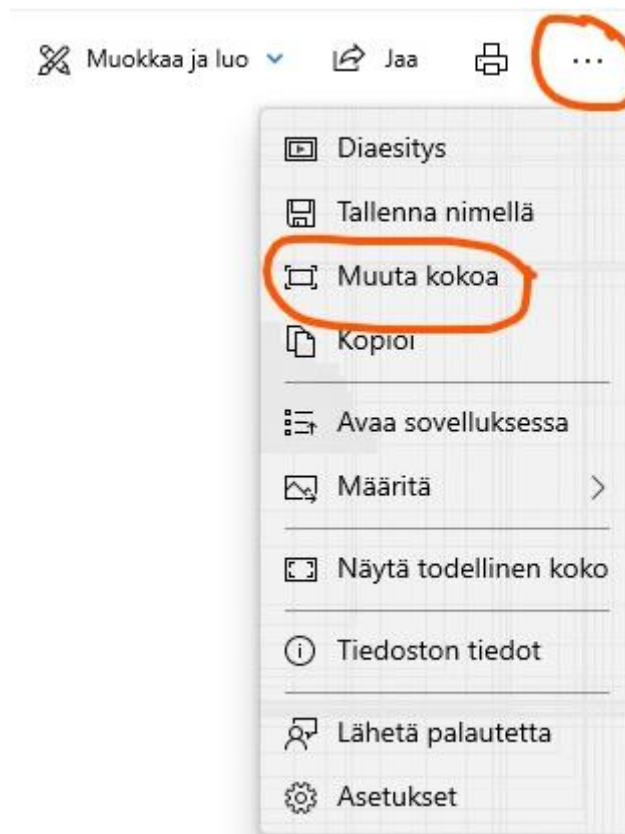 Muokkaa ja luo
Jaa
...
Diaesitys
Tallenna nimellä
Muuta kokoa
Kopioi
Avaa sovelluksessa
Määritä
Näytä todellinen koko
Tiedoston tiedot
Lähetä palautetta
Asetukset